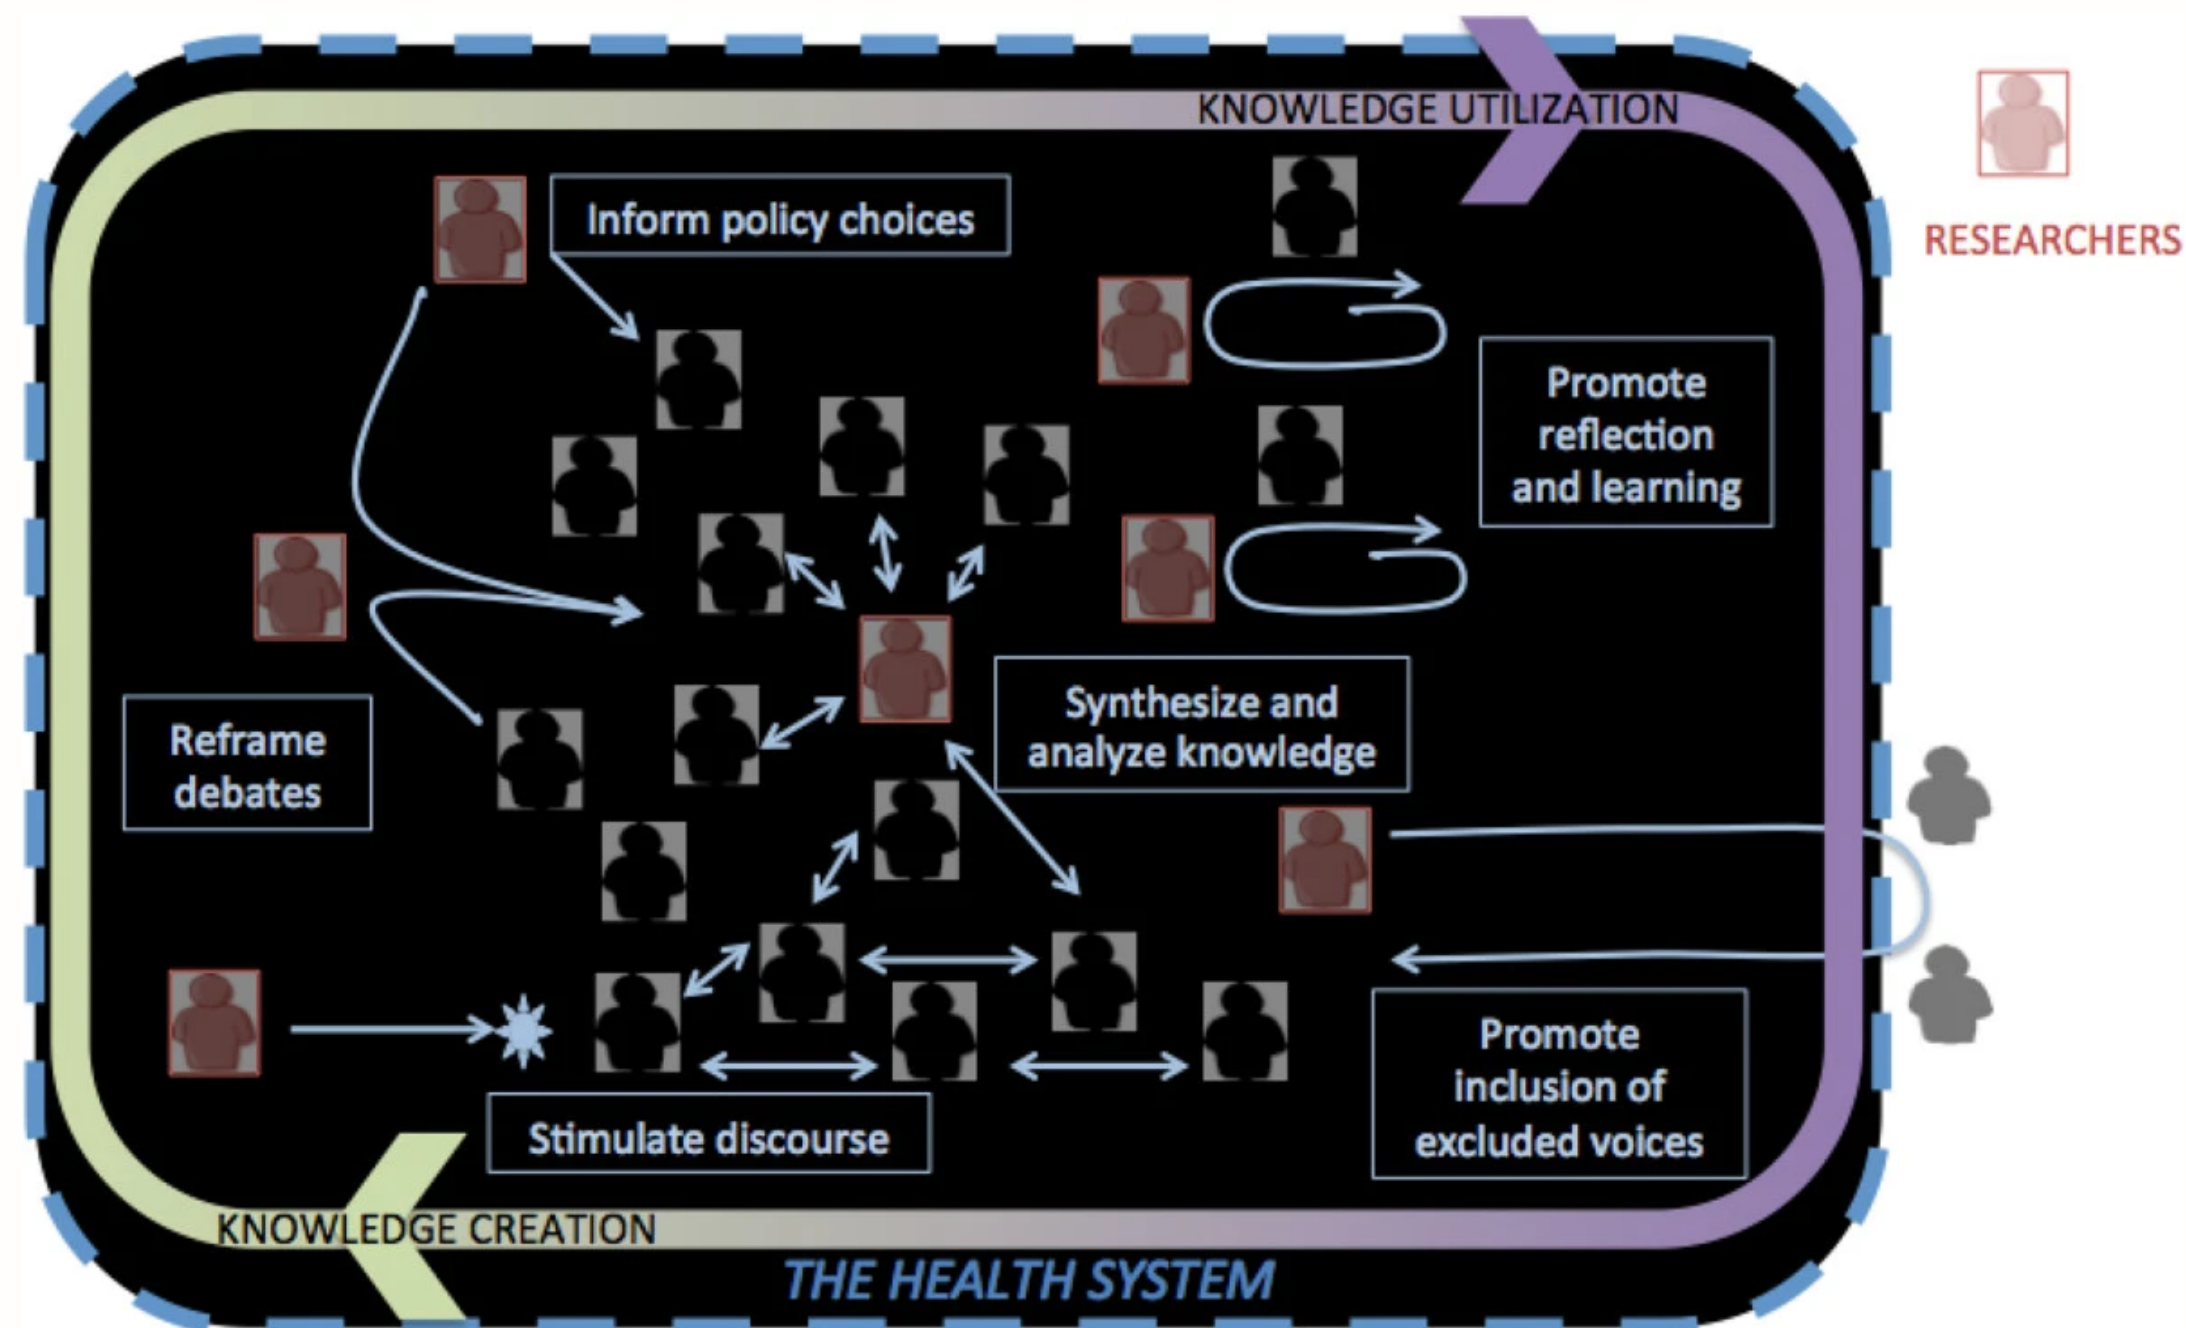 KNOWLEDGE UTILIZATION
Inform policy choices
RESEARCHERS
Promote
reflection
and learning
Synthesize and
analyze knowledge
Reframe
debates
Promote
inclusion of
excluded voices
Stimulate discourse
KNOWLEDGE CREATION
THE HEALTH SYSTEM